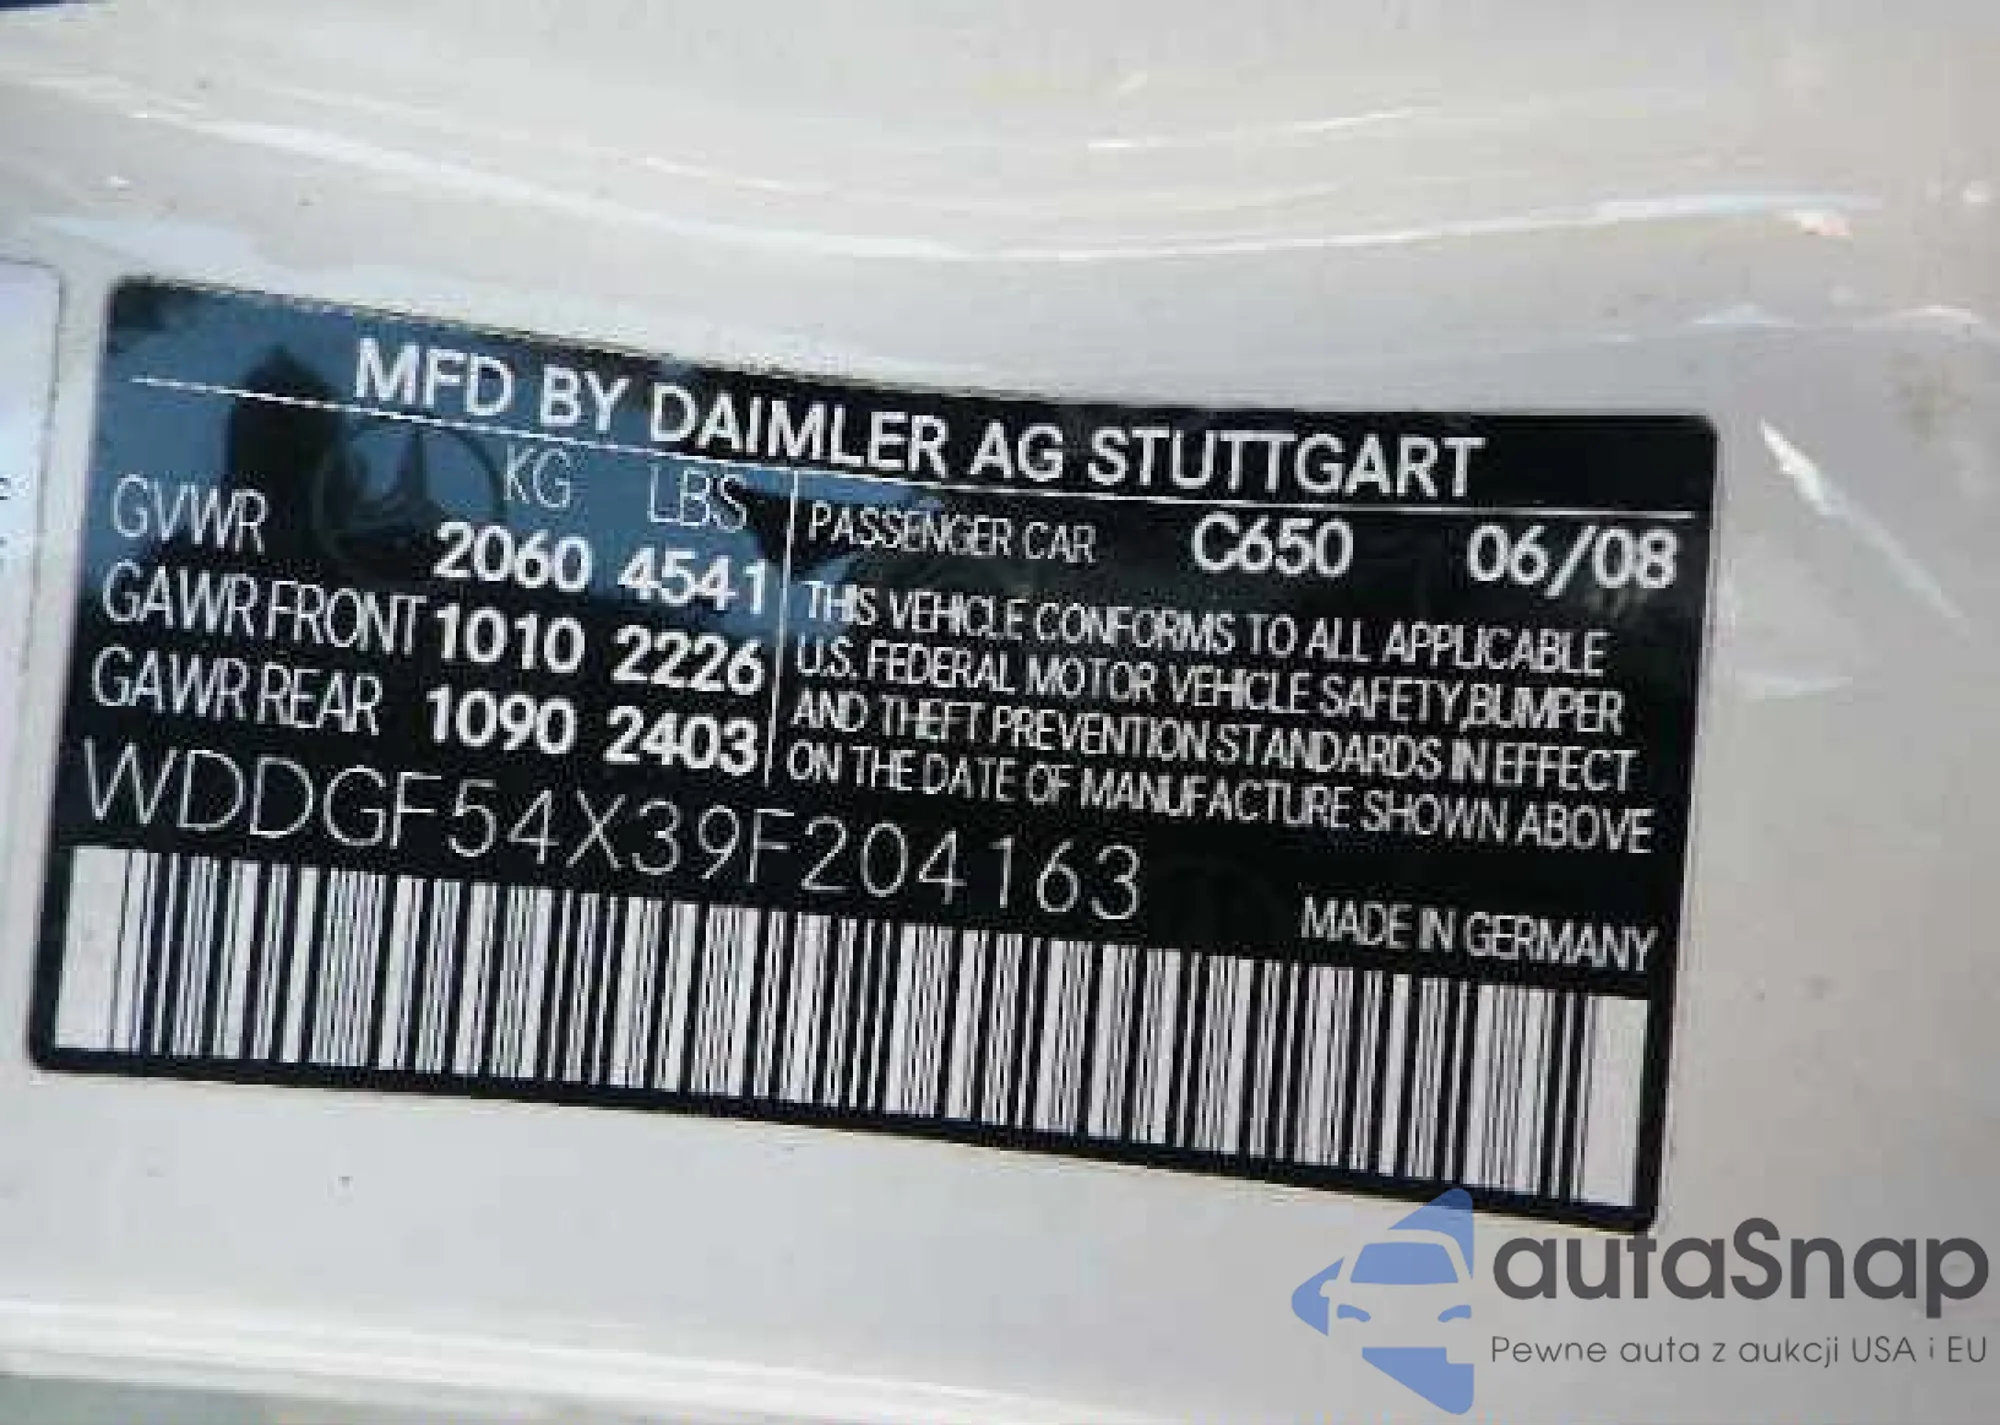 MFD BY DAIMLER AG STUTTGART
KG LBS
GVWR 2060 4541
GAWR FRONT 1010 2226
GAWR REAR 1090 2403
PASSENGER CAR C650 06/08
THIS VEHICLE CONFORMS TO ALL APPLICABLE
U.S. FEDERAL MOTOR VEHICLE SAFETY,BUMPER
AND THEFT PREVENTION STANDARDS IN EFFECT
ON THE DATE OF MANUFACTURE SHOWN ABOVE
WDDGF54X39F204163
MADE IN GERMANY
autaSnap
Pewne auta z aukcji USA i EU